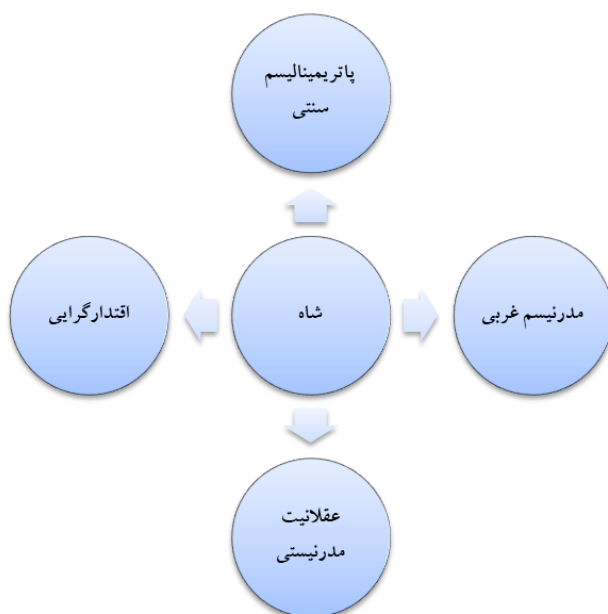 پاتریمینالیسم
سنتی
مدرنیسم غربی
شاه
اقتدارگرایی
عقلانیت
مدرنیستی